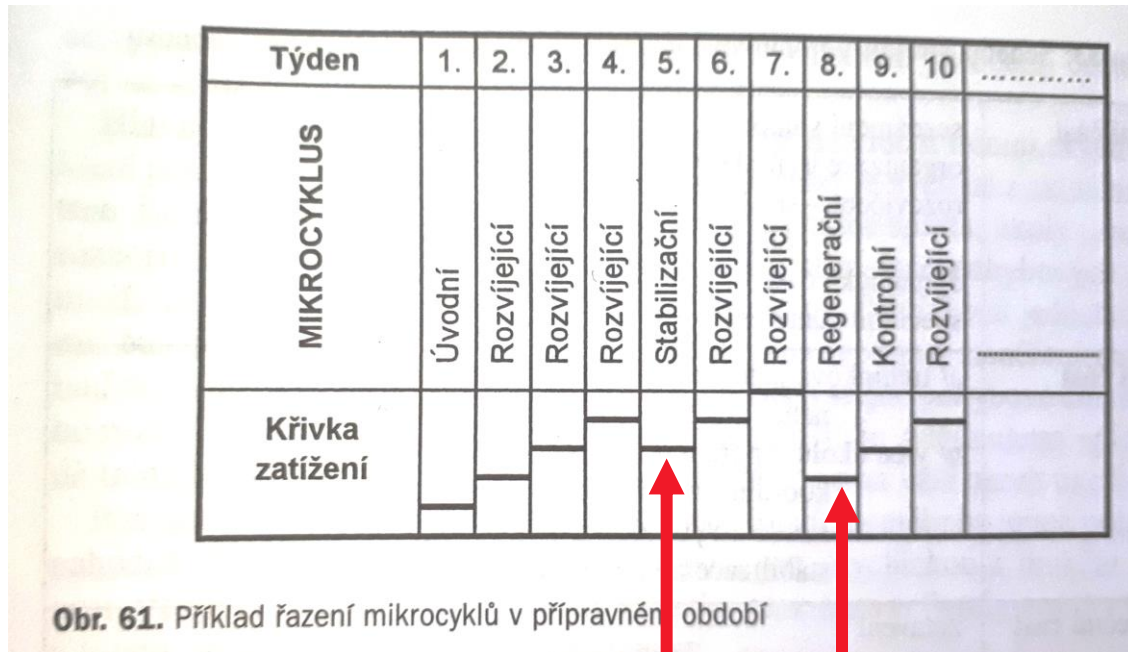 Týden 1. 2. 3. 4. 5. 6. 7. 8. 9. 10 ............
MIKROCYKLUS
Úvodní
Rozvíjející
Rozvíjející
Rozvíjející
Stabilizační
Rozvíjející
Rozvíjející
Regenerační
Kontrolní
Rozvíjející
Křivka
zatížení
Obr. 61. Příklad řazení mikrocyklů v přípravném období